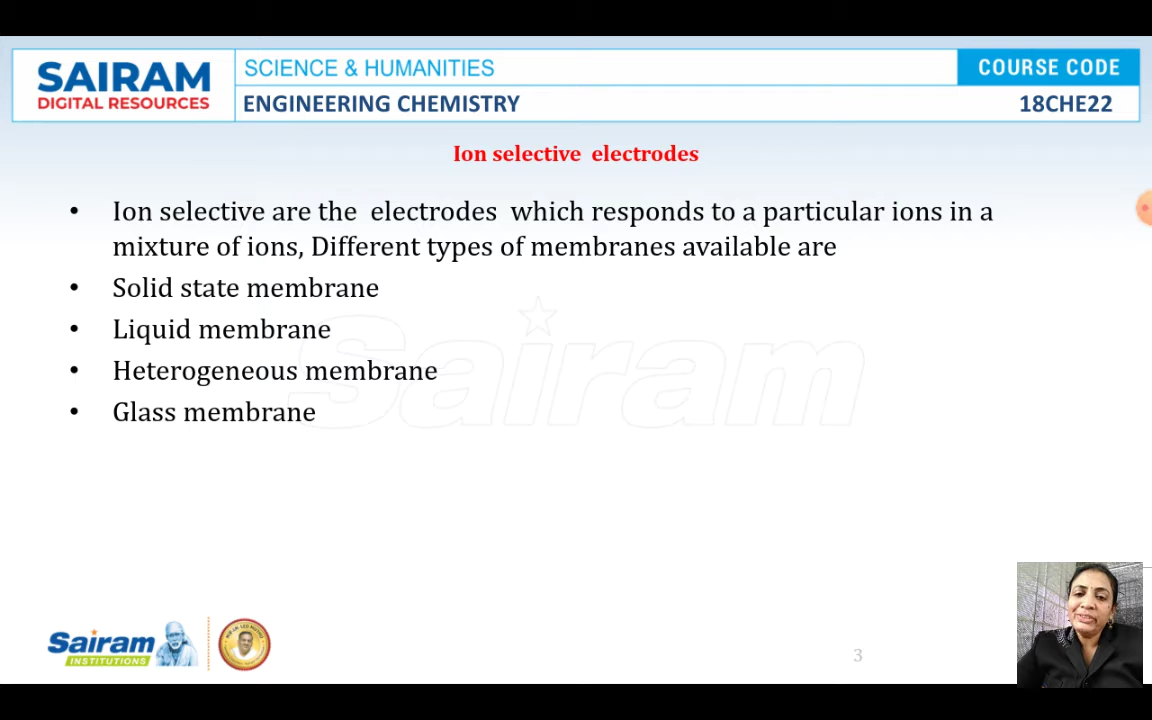 SAIRAM
DIGITAL RESOURCES
SCIENCE & HUMANITIES
COURSE CODE
ENGINEERING CHEMISTRY
18CHE22
Ion selective electrodes
• Ion selective are the electrodes which responds to a particular ions in a
mixture of ions, Different types of membranes available are
• Solid state membrane
• Liquid membrane
• Heterogeneous membrane
• Glass membrane
Sairam
Sairam
INSTITUTIONS
3